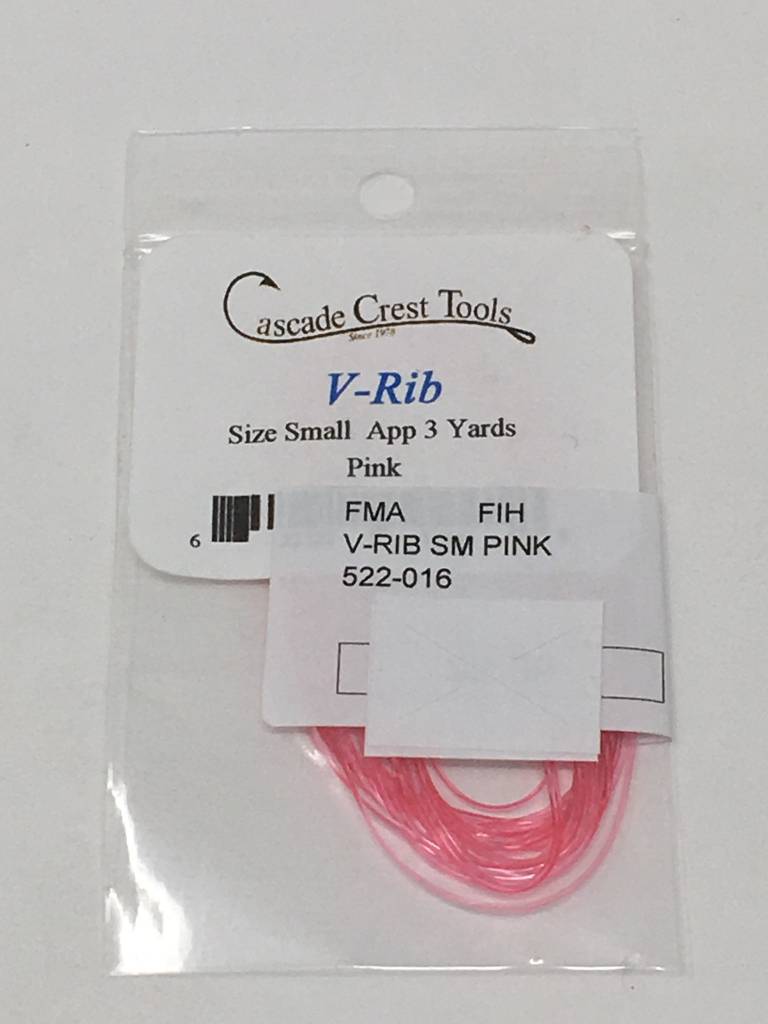 Cascade Crest Tools
Since 1978
V-Rib
Size Small App 3 Yards
Pink
6
FMA FIH
V-RIB SM PINK
522-016